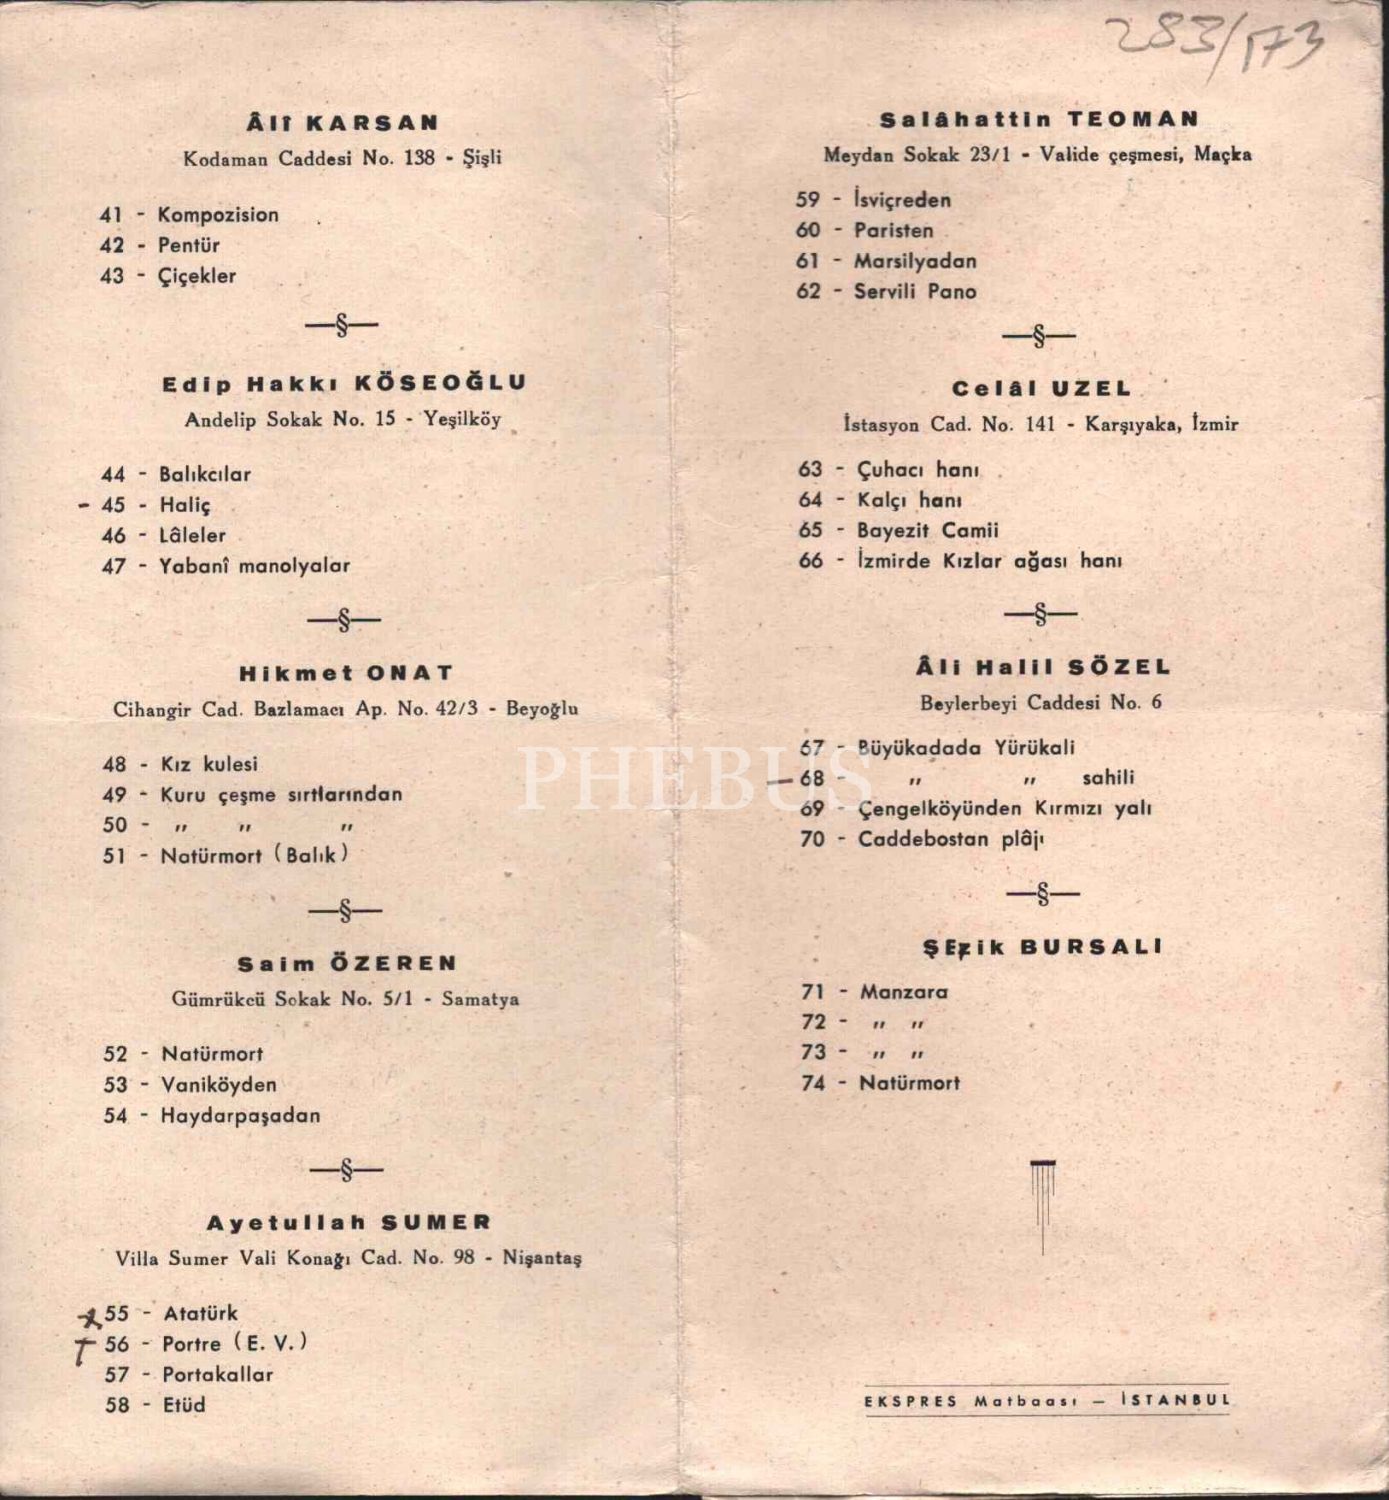 283/173
Âli KARSAN
Kodaman Caddesi No. 138 - Şişli
41 - Kompozision
42 - Pentür
43 - Çiçekler
—§—
Edip Hakkı KÖSEOĞLU
Andelip Sokak No. 15 - Yeşilköy
44 - Balıkcılar
- 45 - Haliç
46 - Lâleler
47 - Yabanî manolyalar
—§—
Hikmet ONAT
Cihangir Cad. Bazlamacı Ap. No. 42/3 - Beyoğlu
48 - Kız kulesi
49 - Kuru çeşme sırtlarından
50 - „ „ „
51 - Natürmort (Balık)
—§—
Saim ÖZEREN
Gümrükcü Sokak No. 5/1 - Samatya
52 - Natürmort
53 - Vaniköyden
54 - Haydarpaşadan
—§—
Ayetullah SUMER
Villa Sumer Vali Konağı Cad. No. 98 - Nişantaş
55 - Atatürk
56 - Portre (E. V.)
57 - Portakallar
58 - Etüd
Salâhattin TEOMAN
Meydan Sokak 23/1 - Valide çeşmesi, Maçka
59 - İsviçreden
60 - Paristen
61 - Marsilyadan
62 - Servili Pano
—§—
Celâl UZEL
İstasyon Cad. No. 141 - Karşıyaka, İzmir
63 - Çuhacı hanı
64 - Kalçı hanı
65 - Bayezit Camii
66 - İzmirde Kızlar ağası hanı
—§—
Âli Halil SÖZEL
Beylerbeyi Caddesi No. 6
67 - Büyükadada Yürükali
— 68 - „ „ sahili
69 - Çengelköyünden Kırmızı yalı
70 - Caddebostan plâjı
—§—
BURSALI
71 - Manzara
72 - „ „
73 - „ „
74 - Natürmort
EKSPRES Matbaası — İSTANBUL
PHEBUS